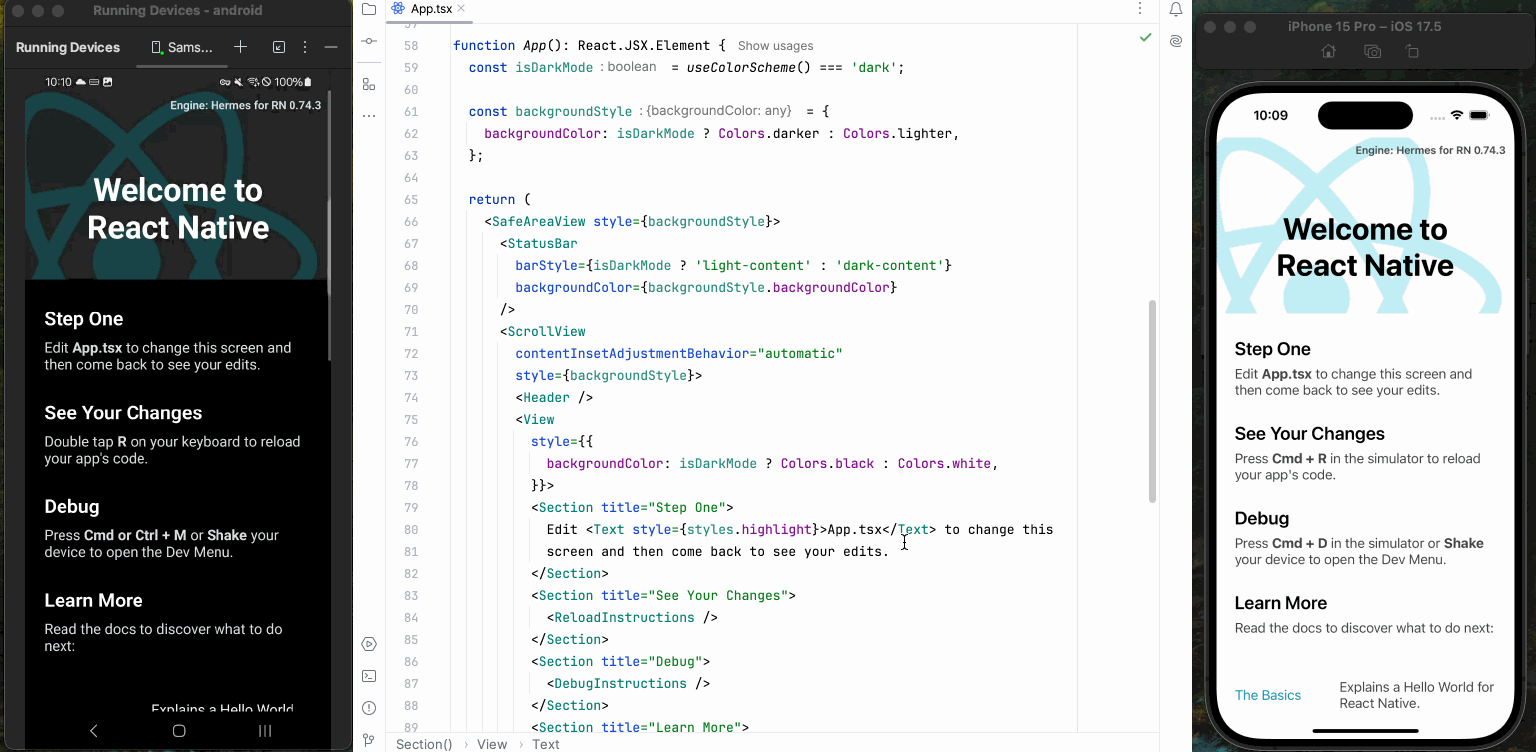 Running Devices - android
Running Devices
Sams...
10:10
100%
Engine: Hermes for RN 0.74.3
Welcome to
React Native
Step One
Edit App.tsx to change this screen and
then come back to see your edits.
See Your Changes
Double tap R on your keyboard to reload
your app's code.
Debug
Press Cmd or Ctrl + M or Shake your
device to open the Dev Menu.
Learn More
Read the docs to discover what to do
next:
Explains a Hello World
App.tsx
57
58 function App(): React.JSX.Element { Show usages
59 const isDarkMode : boolean = useColorScheme() === 'dark';
60
61 const backgroundStyle : {backgroundColor: any} = {
62 backgroundColor: isDarkMode ? Colors.darker : Colors.lighter,
63 };
64
65 return (
66 <SafeAreaView style={backgroundStyle}>
67 <StatusBar
68 barStyle={isDarkMode ? 'light-content' : 'dark-content'}
69 backgroundColor={backgroundStyle.backgroundColor}
70 />
71 <ScrollView
72 contentInsetAdjustmentBehavior="automatic"
73 style={backgroundStyle}>
74 <Header />
75 <View
76 style={{
77 backgroundColor: isDarkMode ? Colors.black : Colors.white,
78 }}>
79 <Section title="Step One">
80 Edit <Text style={styles.highlight}>App.tsx</Text> to change this
81 screen and then come back to see your edits.
82 </Section>
83 <Section title="See Your Changes">
84 <ReloadInstructions />
85 </Section>
86 <Section title="Debug">
87 <DebugInstructions />
88 </Section>
89 <Section title="Learn More">
Section() › View › Text
iPhone 15 Pro – iOS 17.5
10:09
Engine: Hermes for RN 0.74.3
Welcome to
React Native
Step One
Edit App.tsx to change this screen and
then come back to see your edits.
See Your Changes
Press Cmd + R in the simulator to reload
your app's code.
Debug
Press Cmd + D in the simulator or Shake
your device to open the Dev Menu.
Learn More
Read the docs to discover what to do next:
The Basics
Explains a Hello World for
React Native.